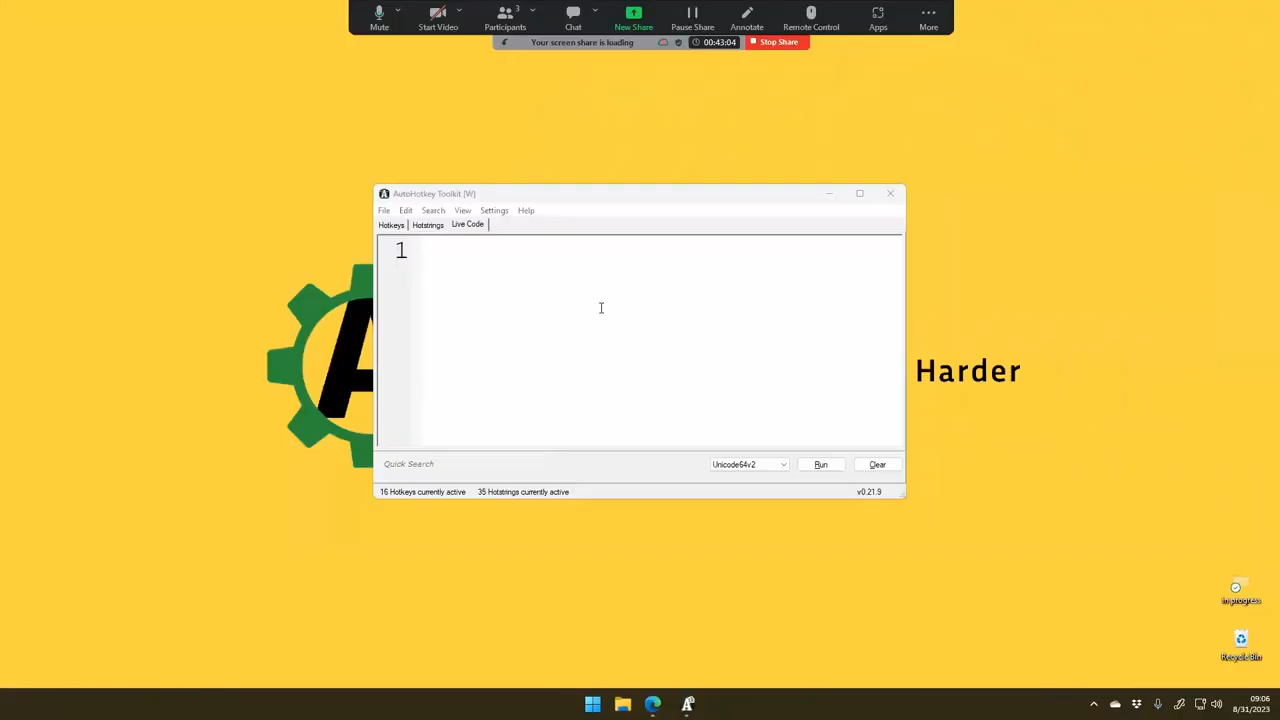 Mute
Start Video
Participants
3
Chat
New Share
Pause Share
Annotate
Remote Control
Apps
More
Your screen share is loading
00:43:04
Stop Share
AutoHotkey Toolkit [W]
File Edit Search View Settings Help
Hotkeys Hotstrings Live Code
1
Harder
Quick Search
Unicode64v2
Run
Clear
16 Hotkeys currently active 35 Hotstrings currently active v0.21.9
in progress
Recycle Bin
09:06
8/31/2023